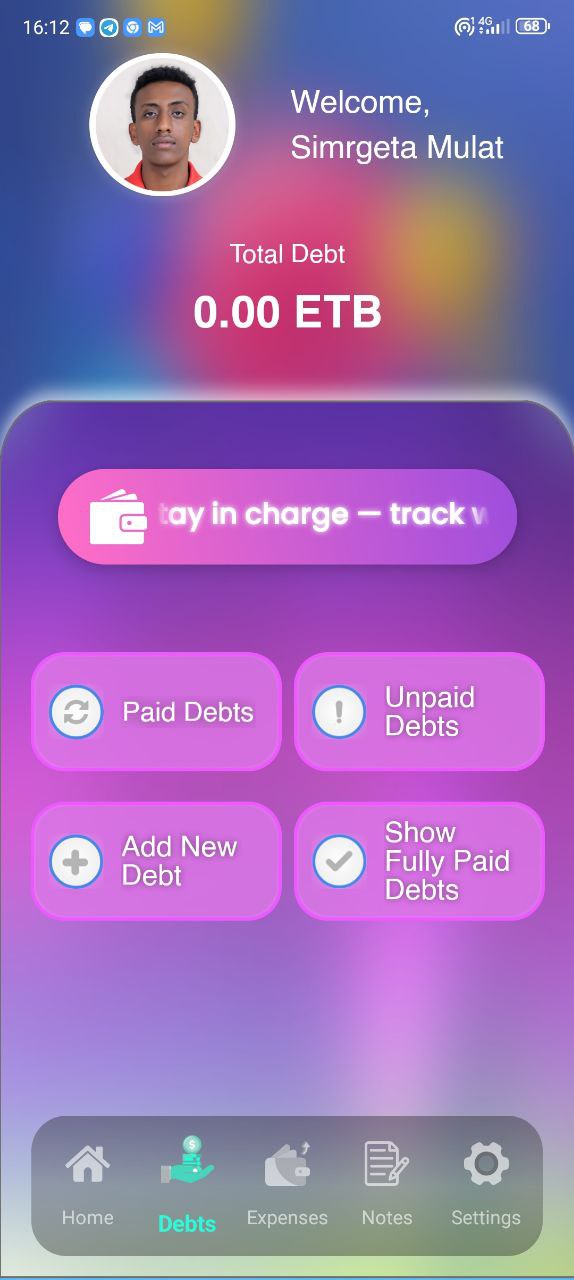 16:12
4G
68
Welcome,
Simrgeta Mulat
Total Debt
0.00 ETB
tay in charge — track w
Paid Debts
Unpaid
Debts
Add New
Debt
Show
Fully Paid
Debts
Home
Debts
Expenses
Notes
Settings